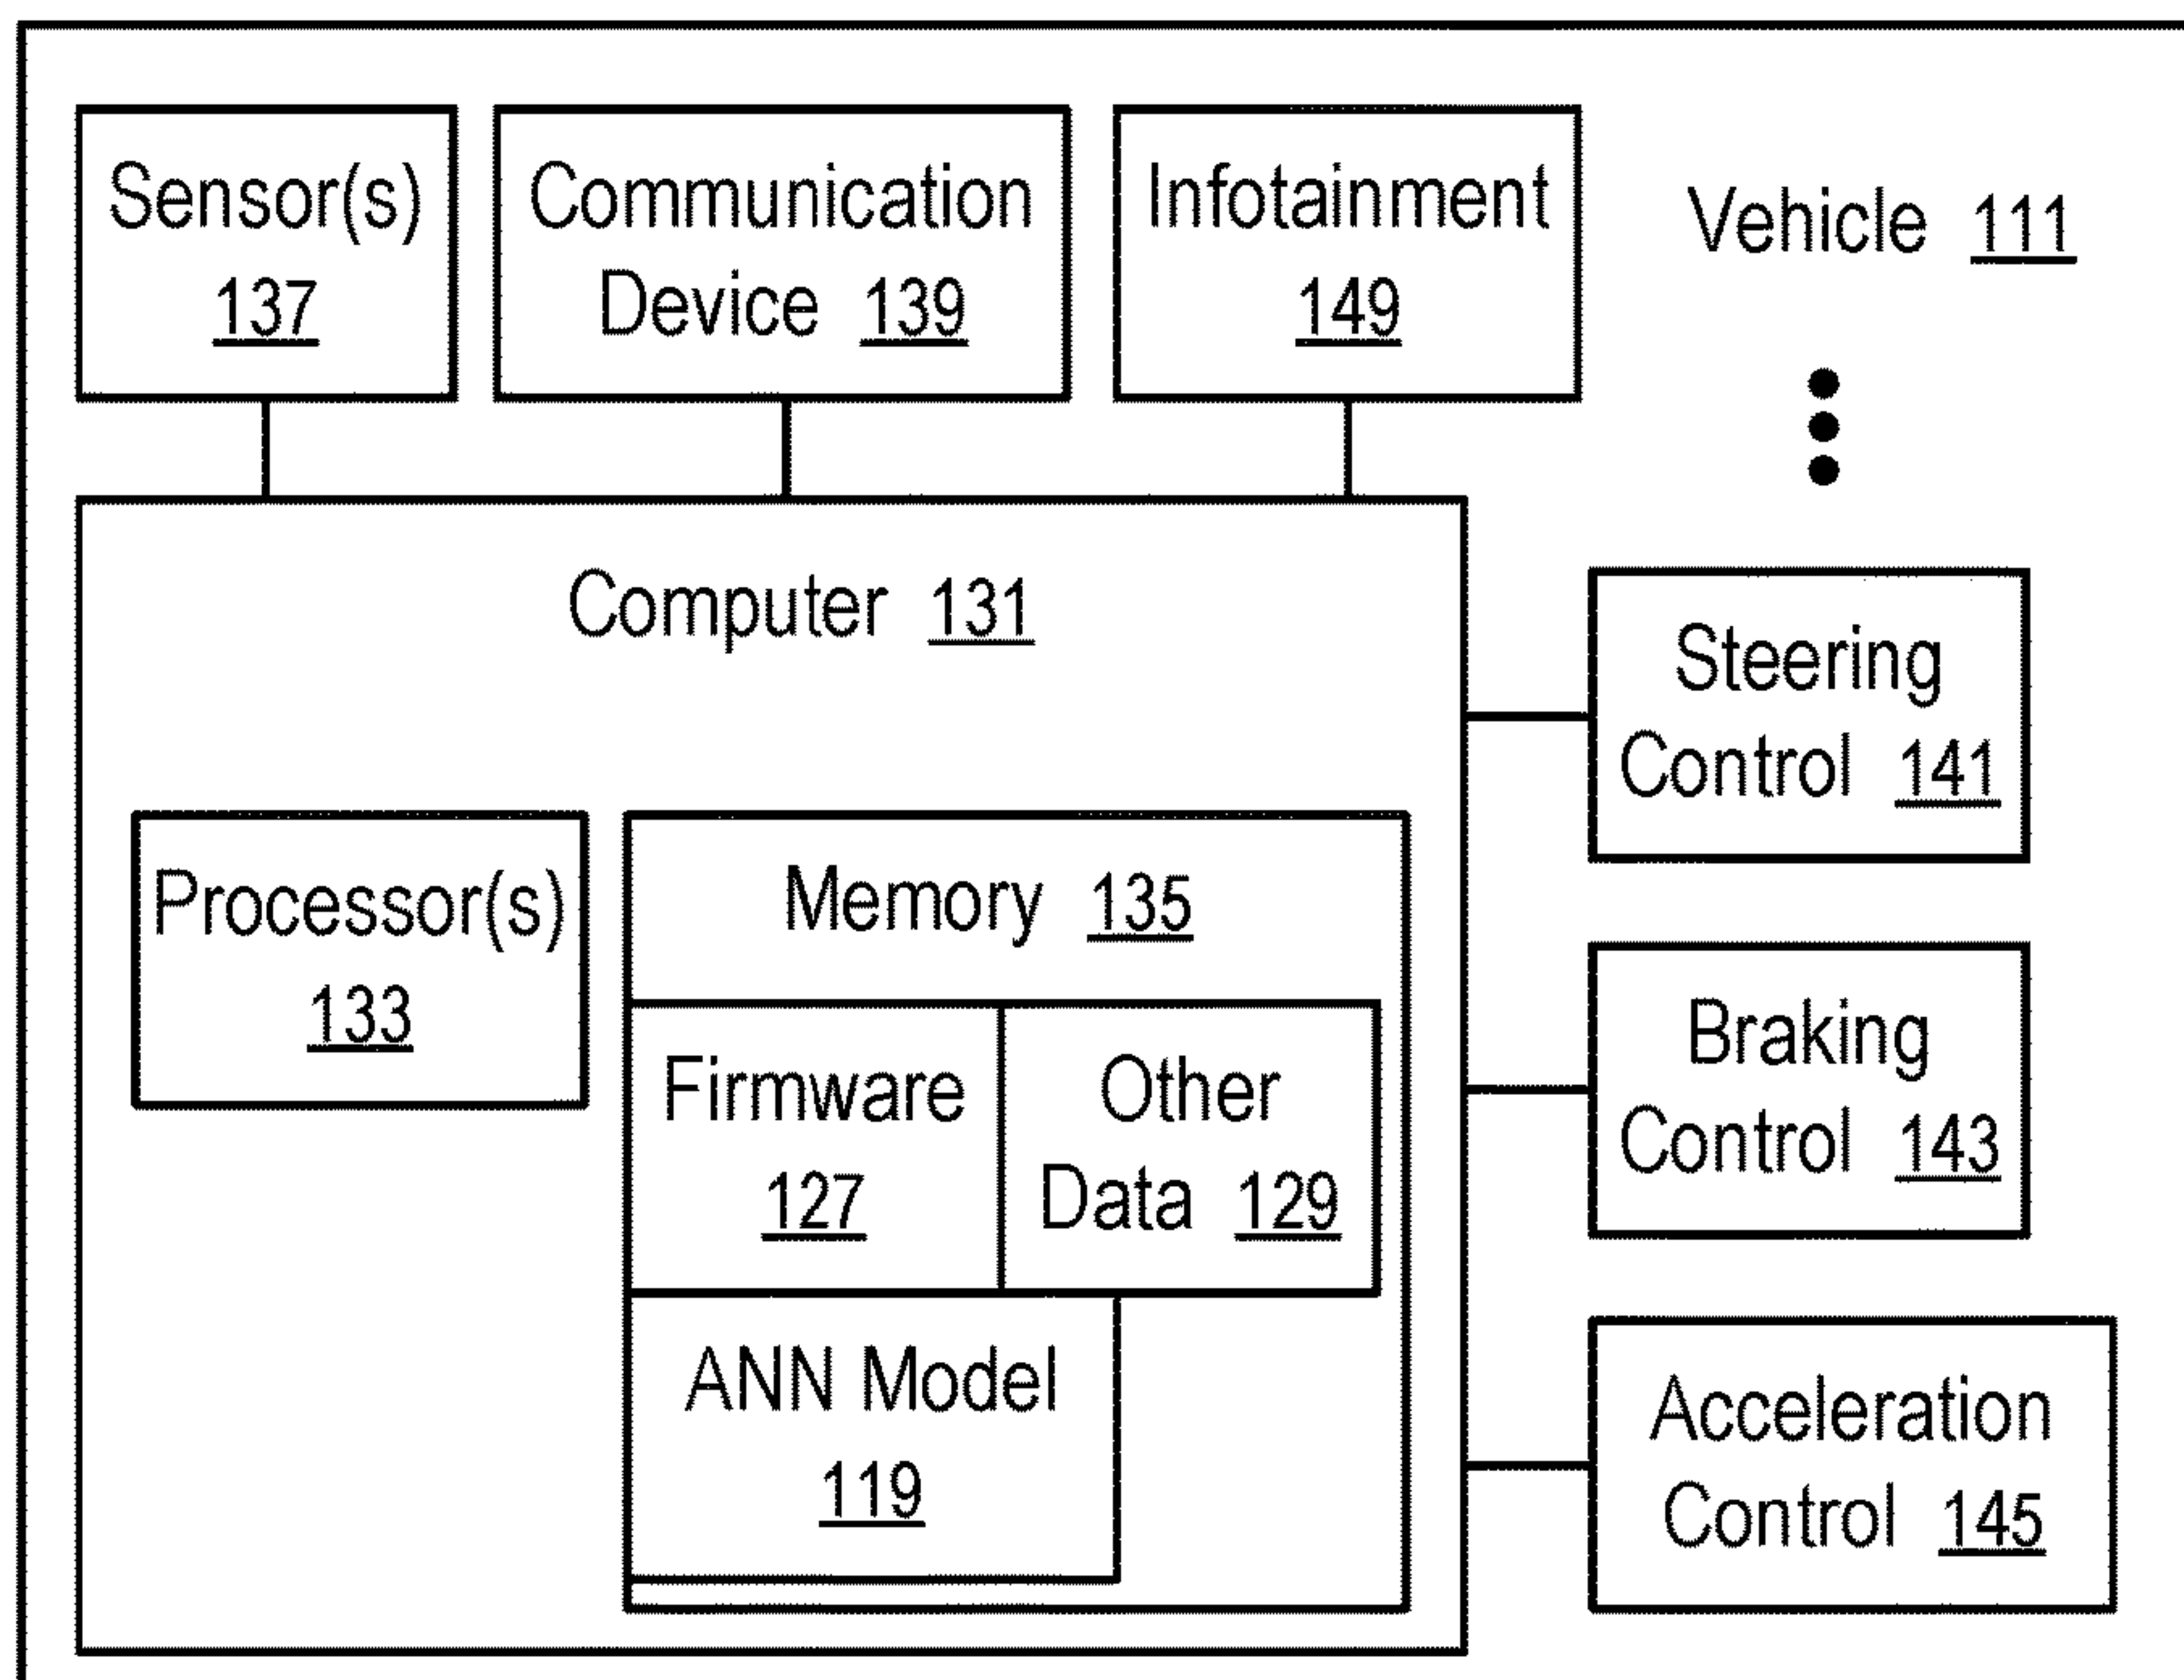 Sensor(s)
137
Communication
Device 139
Infotainment
149
Vehicle 111
Computer 131
Steering
Control 141
Processor(s)
133
Memory 135
Firmware
127
Other
Data 129
ANN Model
119
Braking
Control 143
Acceleration
Control 145